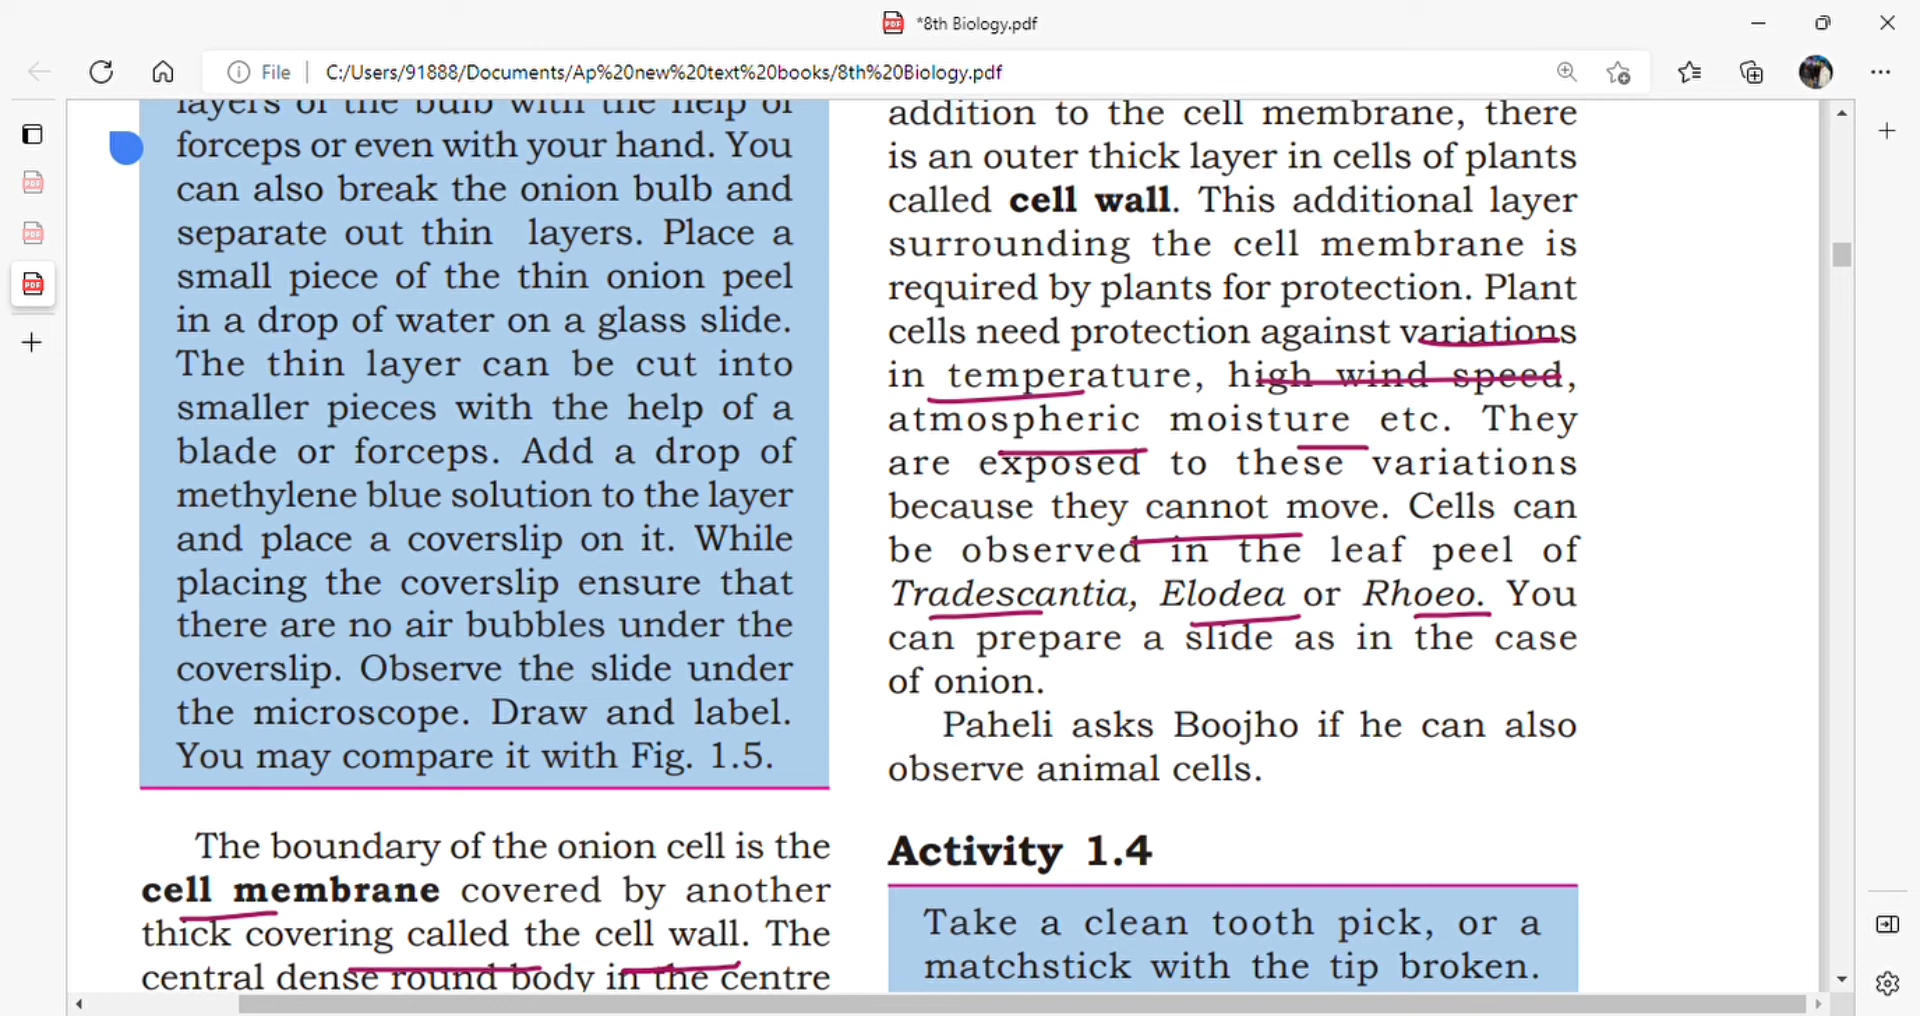 *8th Biology.pdf
File
C:/Users/91888/Documents/Ap%20new%20text%20books/8th%20Biology.pdf
layers of the bulb with the help of
forceps or even with your hand. You
can also break the onion bulb and
separate out thin layers. Place a
small piece of the thin onion peel
in a drop of water on a glass slide.
The thin layer can be cut into
smaller pieces with the help of a
blade or forceps. Add a drop of
methylene blue solution to the layer
and place a coverslip on it. While
placing the coverslip ensure that
there are no air bubbles under the
coverslip. Observe the slide under
the microscope. Draw and label.
You may compare it with Fig. 1.5.
The boundary of the onion cell is the
cell membrane covered by another
thick covering called the cell wall. The
central dense round body in the centre
addition to the cell membrane, there
is an outer thick layer in cells of plants
called cell wall. This additional layer
surrounding the cell membrane is
required by plants for protection. Plant
cells need protection against variations
in temperature, high wind speed,
atmospheric moisture etc. They
are exposed to these variations
because they cannot move. Cells can
be observed in the leaf peel of
Tradescantia, Elodea or Rhoeo. You
can prepare a slide as in the case
of onion.
Paheli asks Boojho if he can also
observe animal cells.
Activity 1.4
Take a clean tooth pick, or a
matchstick with the tip broken.